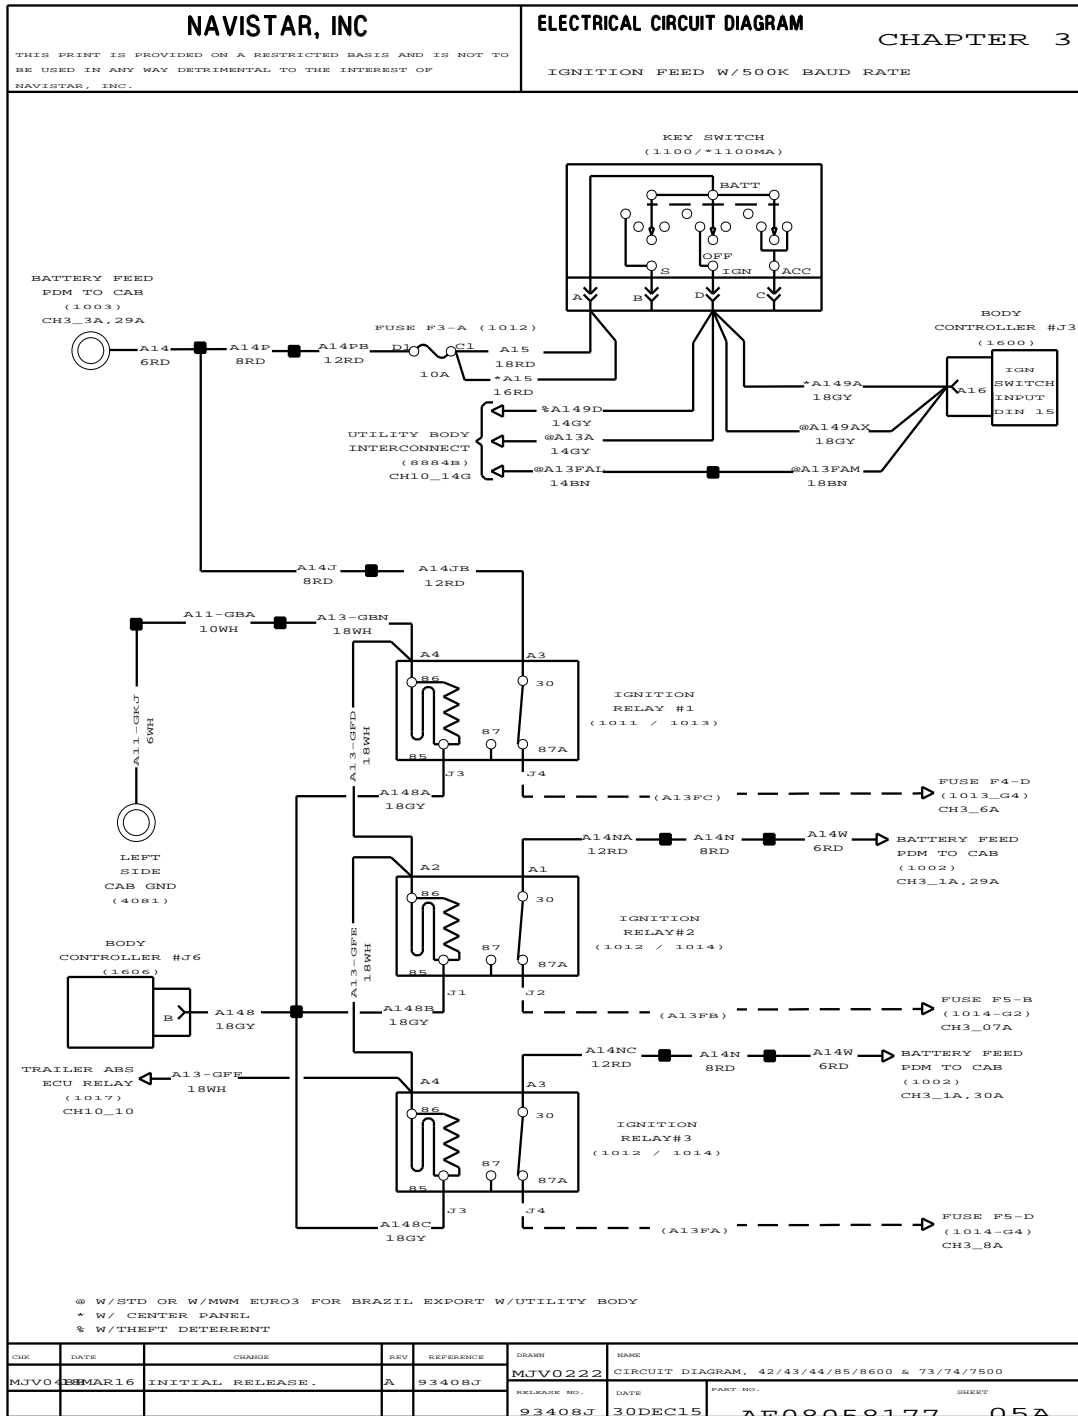 NAVISTAR, INC
THIS PRINT IS PROVIDED ON A RESTRICTED BASIS AND IS NOT TO
BE USED IN ANY WAY DETRIMENTAL TO THE INTEREST OF
NAVISTAR, INC.
ELECTRICAL CIRCUIT DIAGRAM
CHAPTER 3
IGNITION FEED W/500K BAUD RATE
KEY SWITCH
(1100/*1100MA)
BATT
OFF
S
IGN
ACC
A
B
D
C
BATTERY FEED
PDM TO CAB
(1003)
CH3_3A,29A
A14
6RD
A14P
8RD
A14PB
12RD
FUSE F3-A (1012)
D1
C1
10A
A15
18RD
*A15
16RD
BODY
CONTROLLER #J3
(1600)
A16
IGN
SWITCH
INPUT
DIN 15
*A149A
18GY
@A149AX
18GY
@A13FAM
18BN
UTILITY BODY
INTERCONNECT
(8884B)
CH10_14G
%A149D
14GY
@A13A
14GY
@A13FAL
14BN
A14J
8RD
A14JB
12RD
A11-GBA
10WH
A13-GBN
18WH
A11-GKJ
6WH
LEFT
SIDE
CAB GND
(4081)
A13-GFD
18WH
A4
A3
86
30
87
85
87A
J3
J4
IGNITION
RELAY #1
(1011 / 1013)
A148A
18GY
(A13FC)
FUSE F4-D
(1013_G4)
CH3_6A
A14NA
12RD
A14N
8RD
A14W
6RD
BATTERY FEED
PDM TO CAB
(1002)
CH3_1A,29A
A2
A1
86
30
87
85
87A
J1
J2
IGNITION
RELAY#2
(1012 / 1014)
A13-GFE
18WH
BODY
CONTROLLER #J6
(1606)
B
A148
18GY
A148B
18GY
(A13FB)
FUSE F5-B
(1014-G2)
CH3_07A
A14NC
12RD
A14N
8RD
A14W
6RD
BATTERY FEED
PDM TO CAB
(1002)
CH3_1A,30A
TRAILER ABS
ECU RELAY
(1017)
CH10_10
A13-GFF
18WH
A4
A3
86
30
87
85
87A
J3
J4
IGNITION
RELAY#3
(1012 / 1014)
A148C
18GY
(A13FA)
FUSE F5-D
(1014-G4)
CH3_8A
@ W/STD OR W/MWM EURO3 FOR BRAZIL EXPORT W/UTILITY BODY
* W/ CENTER PANEL
% W/THEFT DETERRENT
CHK DATE CHANGE REV REFERENCE
INITIAL RELEASE. A 93408J
DRAWN
MJV0222
NAME
CIRCUIT DIAGRAM, 42/43/44/85/8600 & 73/74/7500
RELEASE NO.
93408J
DATE
30DEC15
PART NO.
AF08058177
SHEET
05A